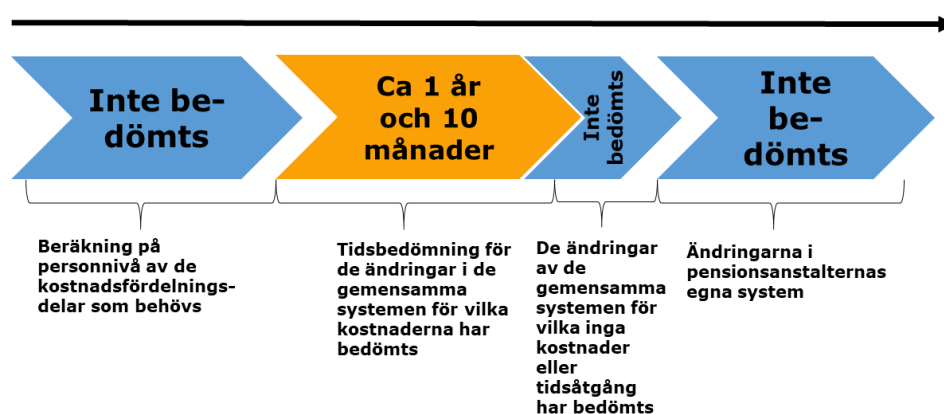 Inte be-
dömts
Ca 1 år
och 10
månader
Inte
bedömts
Inte
be-
dömts
Beräkning på
personnivå av de
kostnadsfördelnings-
delar som behövs
Tidsbedömning för
de ändringar i de
gemensamma
systemen för vilka
kostnaderna har
bedömts
De ändringar
av de
gemensamma
systemen för
vilka inga
kostnader
eller
tidsåtgång
har bedömts
Ändringarna i
pensionsanstalternas
egna system